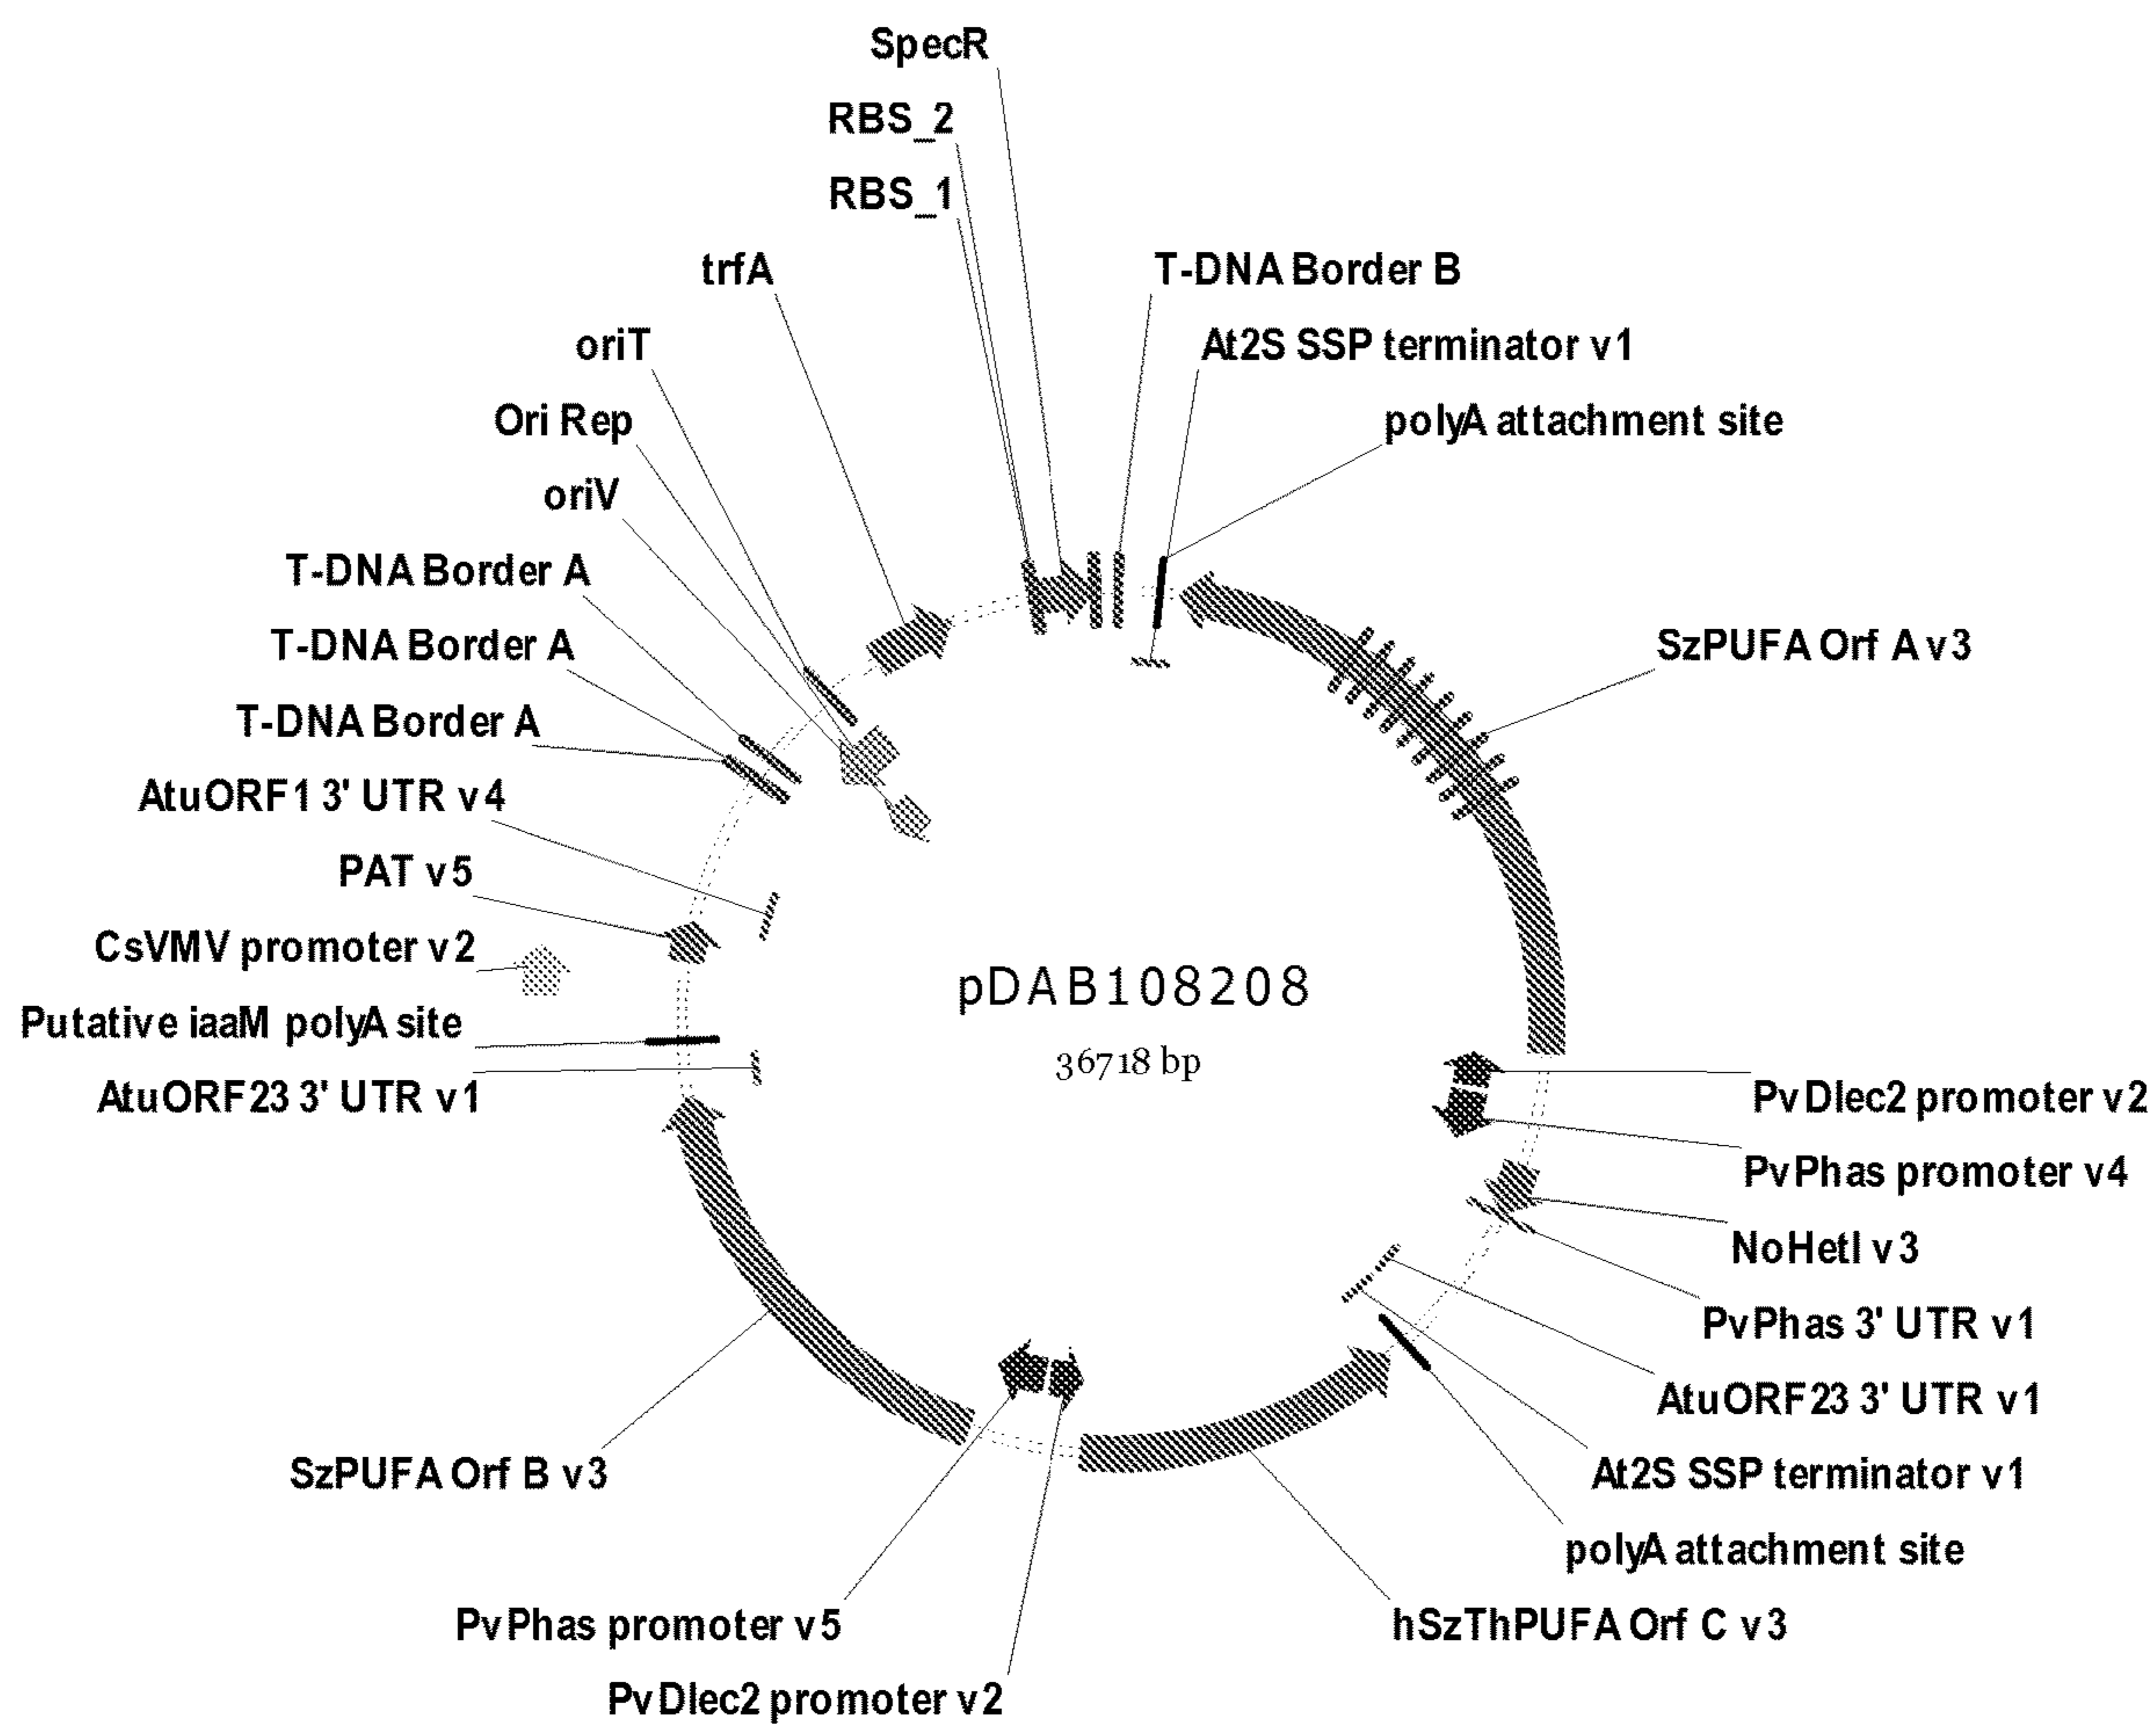 SpecR
RBS_2
RBS_1
trfA
T-DNA Border B
oriT
At2S SSP terminator v1
Ori Rep
polyA attachment site
oriV
T-DNA Border A
T-DNA Border A
SzPUFA Orf A v3
T-DNA Border A
AtuORF1 3' UTR v4
PAT v5
CsVMV promoter v2
pDAB108208
Putative iaaM polyA site
36718 bp
AtuORF23 3' UTR v1
PvDlec2 promoter v2
PvPhas promoter v4
NoHetI v3
PvPhas 3' UTR v1
AtuORF23 3' UTR v1
SzPUFA Orf B v3
At2S SSP terminator v1
polyA attachment site
PvPhas promoter v5
hSzThPUFA Orf C v3
PvDlec2 promoter v2